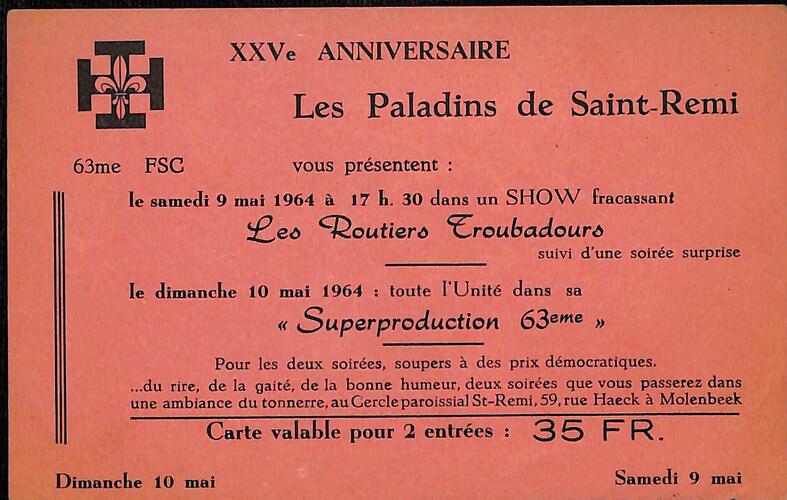 XXVe ANNIVERSAIRE
Les Paladins de Saint-Remi
63me FSC vous présentent :
le samedi 9 mai 1964 à 17 h. 30 dans un SHOW fracassant
Les Routiers Troubadours
suivi d'une soirée surprise
le dimanche 10 mai 1964 : toute l'Unité dans sa
« Superproduction 63eme »
Pour les deux soirées, soupers à des prix démocratiques.
...du rire, de la gaité, de la bonne humeur, deux soirées que vous passerez dans
une ambiance du tonnerre, au Cercle paroissial St-Remi, 59, rue Haeck à Molenbeek
Carte valable pour 2 entrées : 35 FR.
Dimanche 10 mai Samedi 9 mai